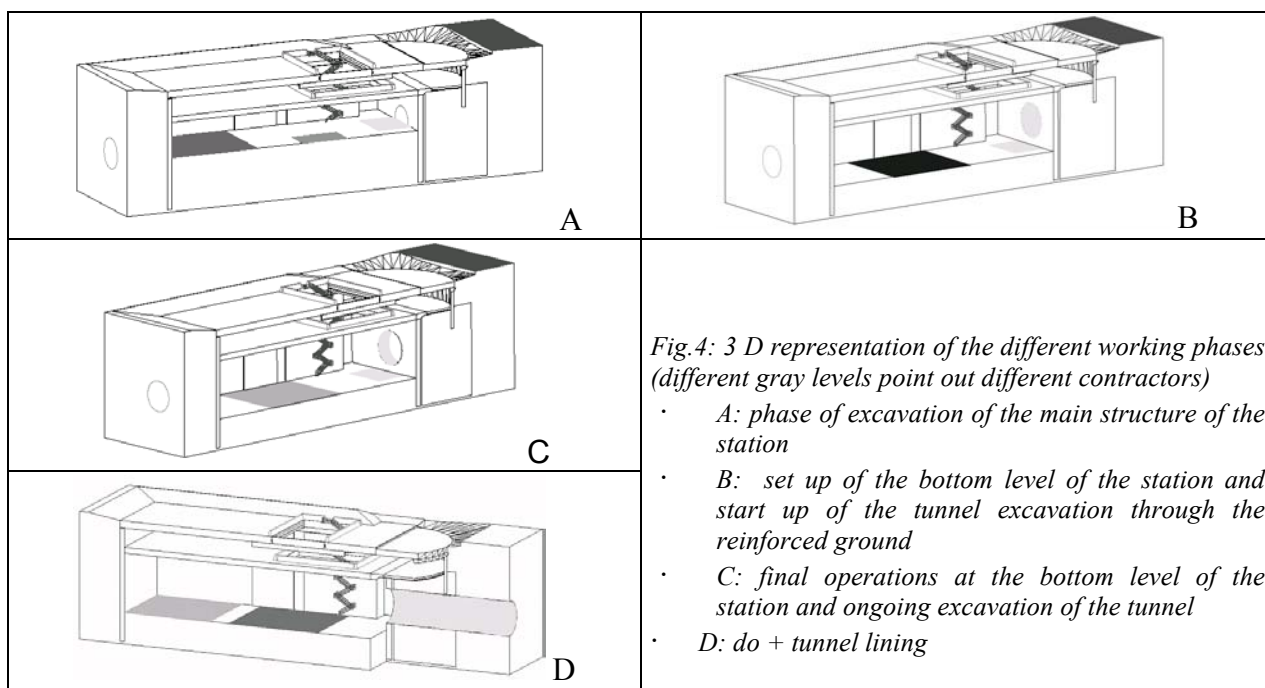 A
B
C
Fig.4: 3 D representation of the different working phases
(different gray levels point out different contractors)
· A: phase of excavation of the main structure of the
station
· B: set up of the bottom level of the station and
start up of the tunnel excavation through the
reinforced ground
· C: final operations at the bottom level of the
station and ongoing excavation of the tunnel
· D: do + tunnel lining
D